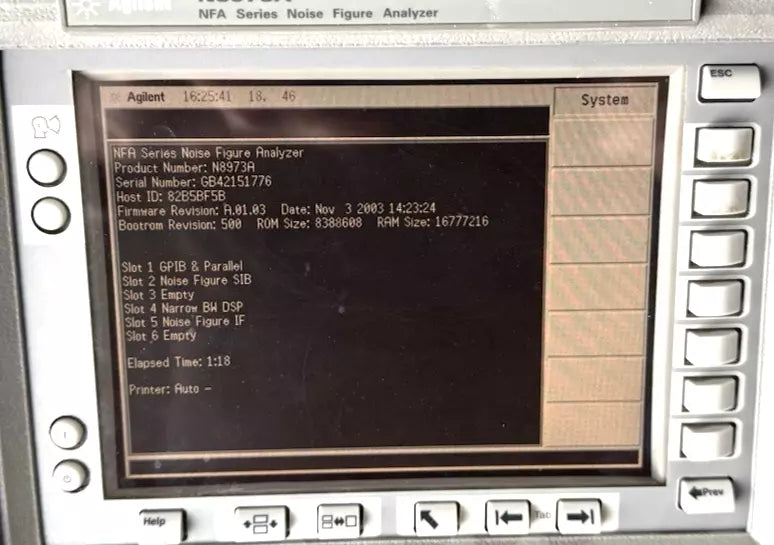 Agilent N8973A
NFA Series Noise Figure Analyzer
Agilent 16:25:41 18, 46
System
ESC
NFA Series Noise Figure Analyzer
Product Number: N8973A
Serial Number: GB42151776
Host ID: 82B5BF5B
Firmware Revision: A.01.03 Date: Nov 3 2003 14:23:24
Bootrom Revision: 500 ROM Size: 8388608 RAM Size: 16777216
Slot 1 GPIB & Parallel
Slot 2 Noise Figure SIB
Slot 3 Empty
Slot 4 Narrow BW DSP
Slot 5 Noise Figure IF
Slot 6 Empty
Elapsed Time: 1:18
Printer: Auto -
Prev
Help
Tab